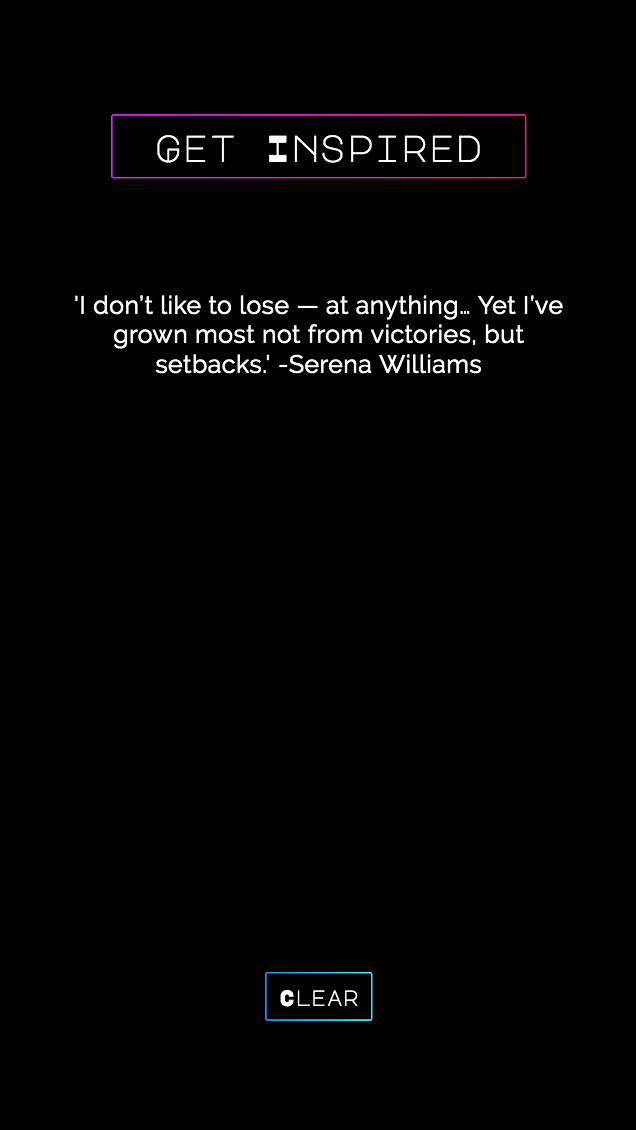 GET INSPIRED
'I don't like to lose — at anything… Yet I've
grown most not from victories, but
setbacks.' -Serena Williams
CLEAR